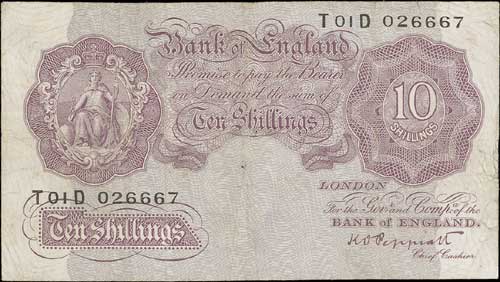 T01D 026667
Bank of England
Promise to pay the Bearer
on Demand the sum of
Ten Shillings
10
SHILLINGS
LONDON
T01D 026667
For the Govr and Compa of the
BANK OF ENGLAND.
Ten Shillings
K O Peppiatt
Chief Cashier.